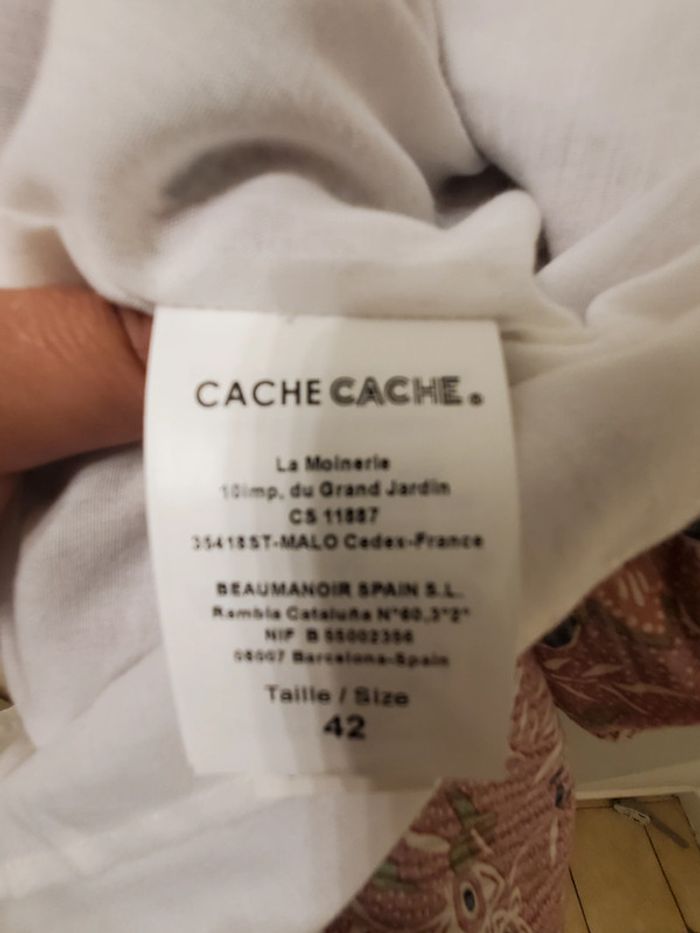 CACHE CACHE®
La Moinerie
10imp. du Grand Jardin
CS 11887
35418ST-MALO Cedex-France
BEAUMANOIR SPAIN S.L.
Rambla Cataluña N°60,3°2ª
NIF B 55002356
08007 Barcelona-Spain
Taille / Size
42